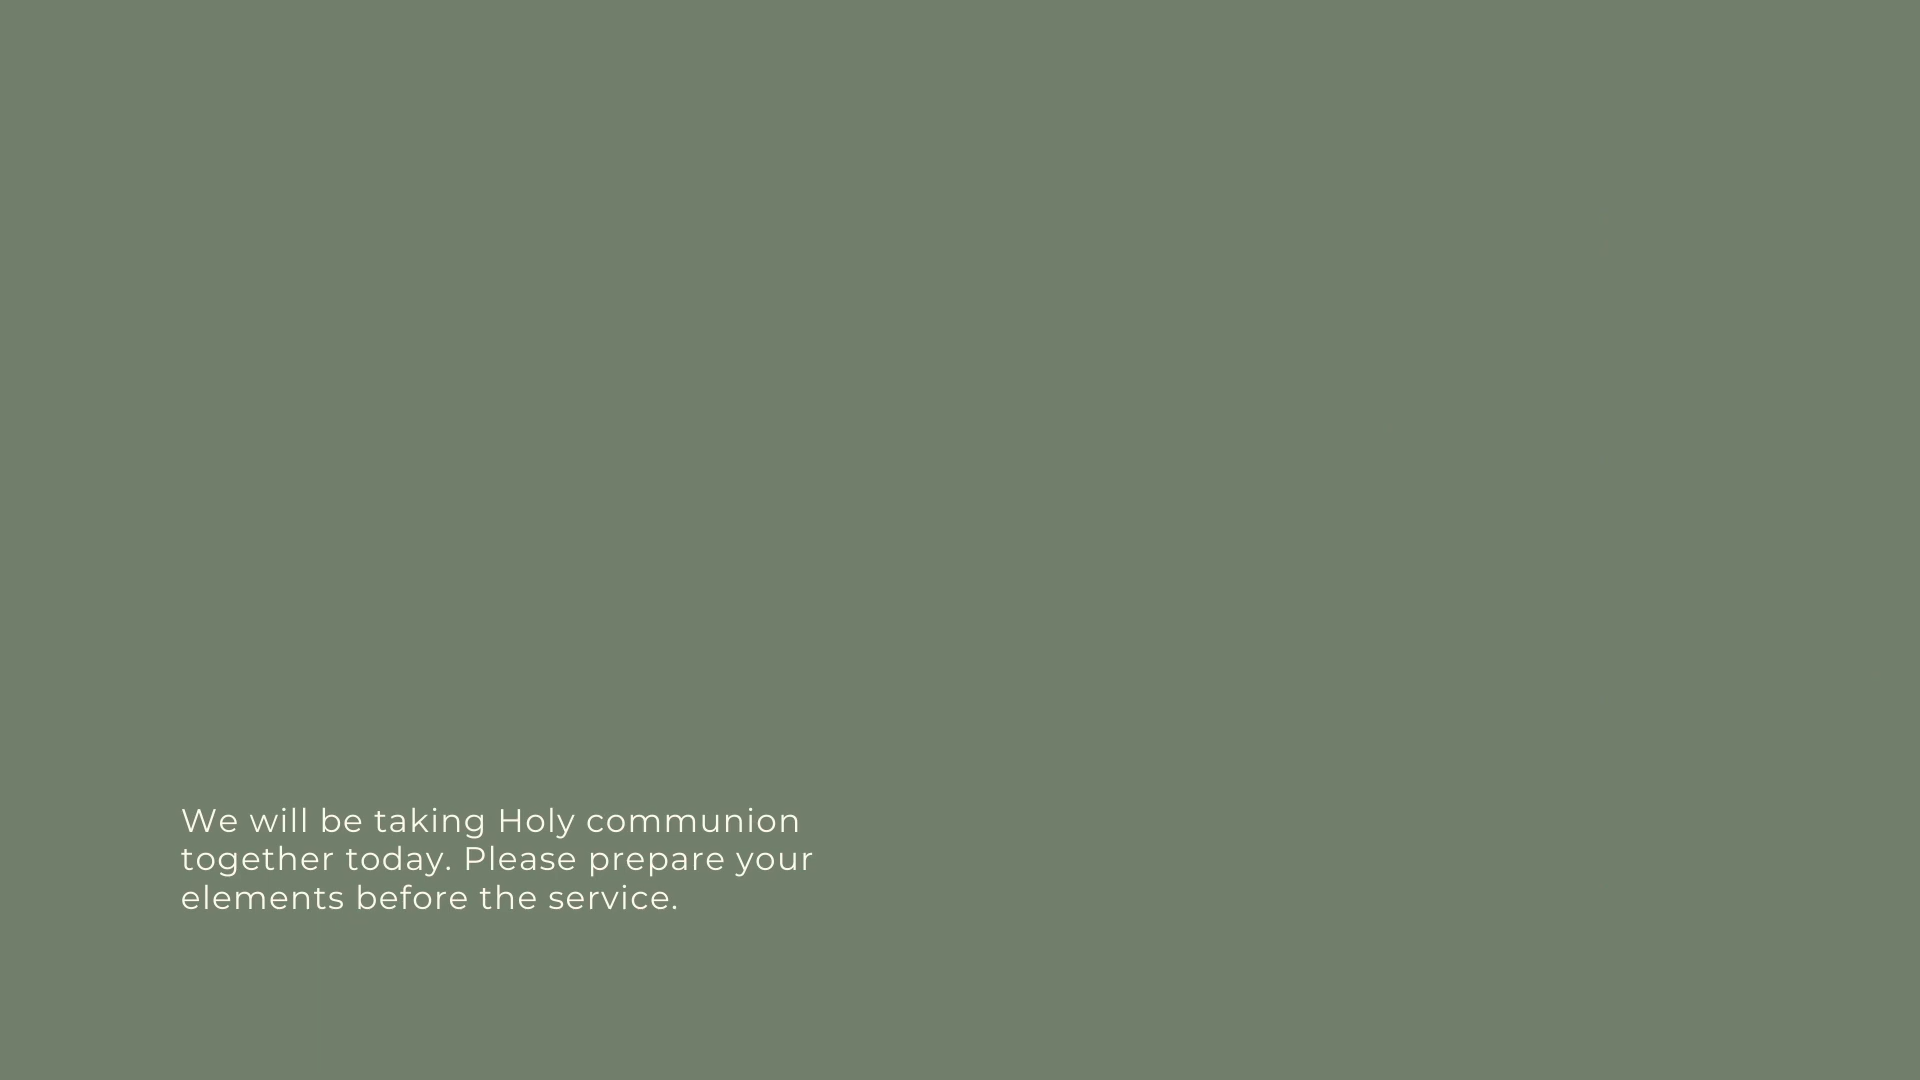 We will be taking Holy communion
together today. Please prepare your
elements before the service.